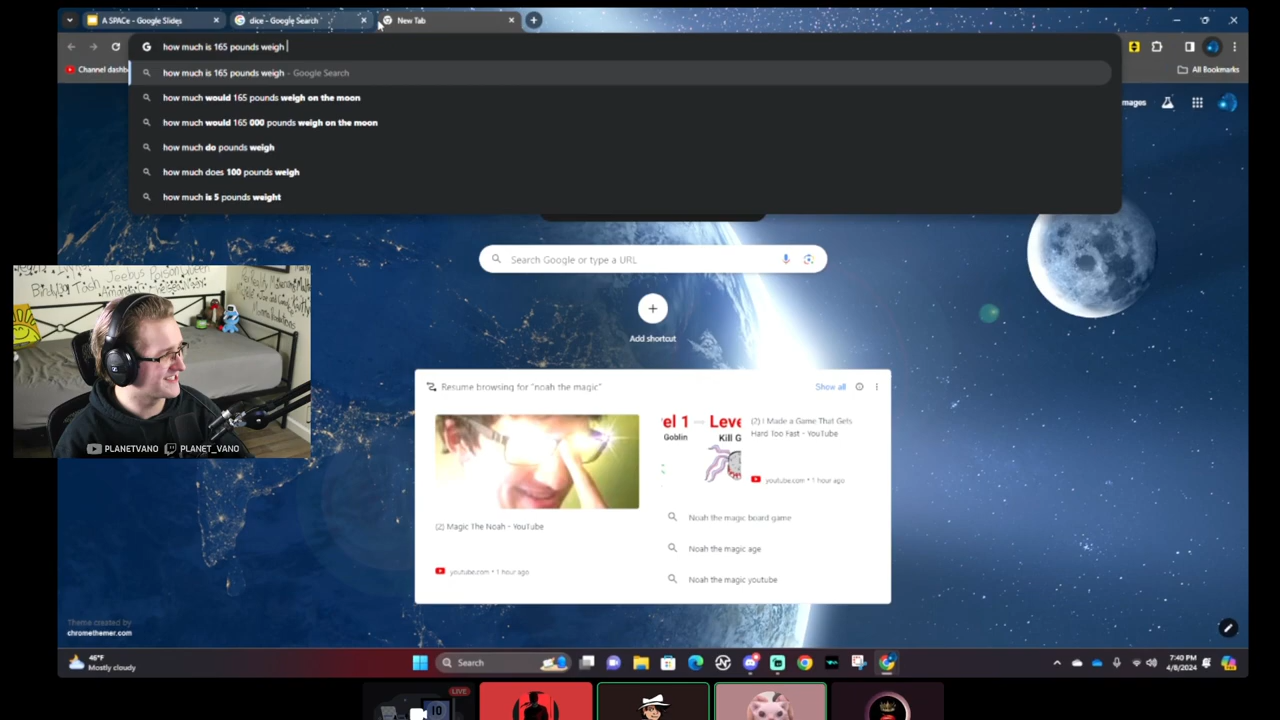 A SPACe - Google Slides
dice - Google Search
New Tab
how much is 165 pounds weigh
Channel dashb
All Bookmarks
how much is 165 pounds weigh - Google Search
how much would 165 pounds weigh on the moon
how much would 165 000 pounds weigh on the moon
how much do pounds weigh
how much does 100 pounds weigh
how much is 5 pounds weight
mages
Search Google or type a URL
Add shortcut
Resume browsing for "noah the magic"
Show all
el 1
Leve
Goblin
Kill G
(2) I Made a Game That Gets
Hard Too Fast - YouTube
youtube.com • 1 hour ago
(2) Magic The Noah - YouTube
youtube.com • 1 hour ago
Noah the magic board game
Noah the magic age
Noah the magic youtube
PLANETVANO
PLANET_VANO
Theme created by
chromethemer.com
46°F
Mostly cloudy
Search
7:40 PM
4/8/2024
LIVE
10